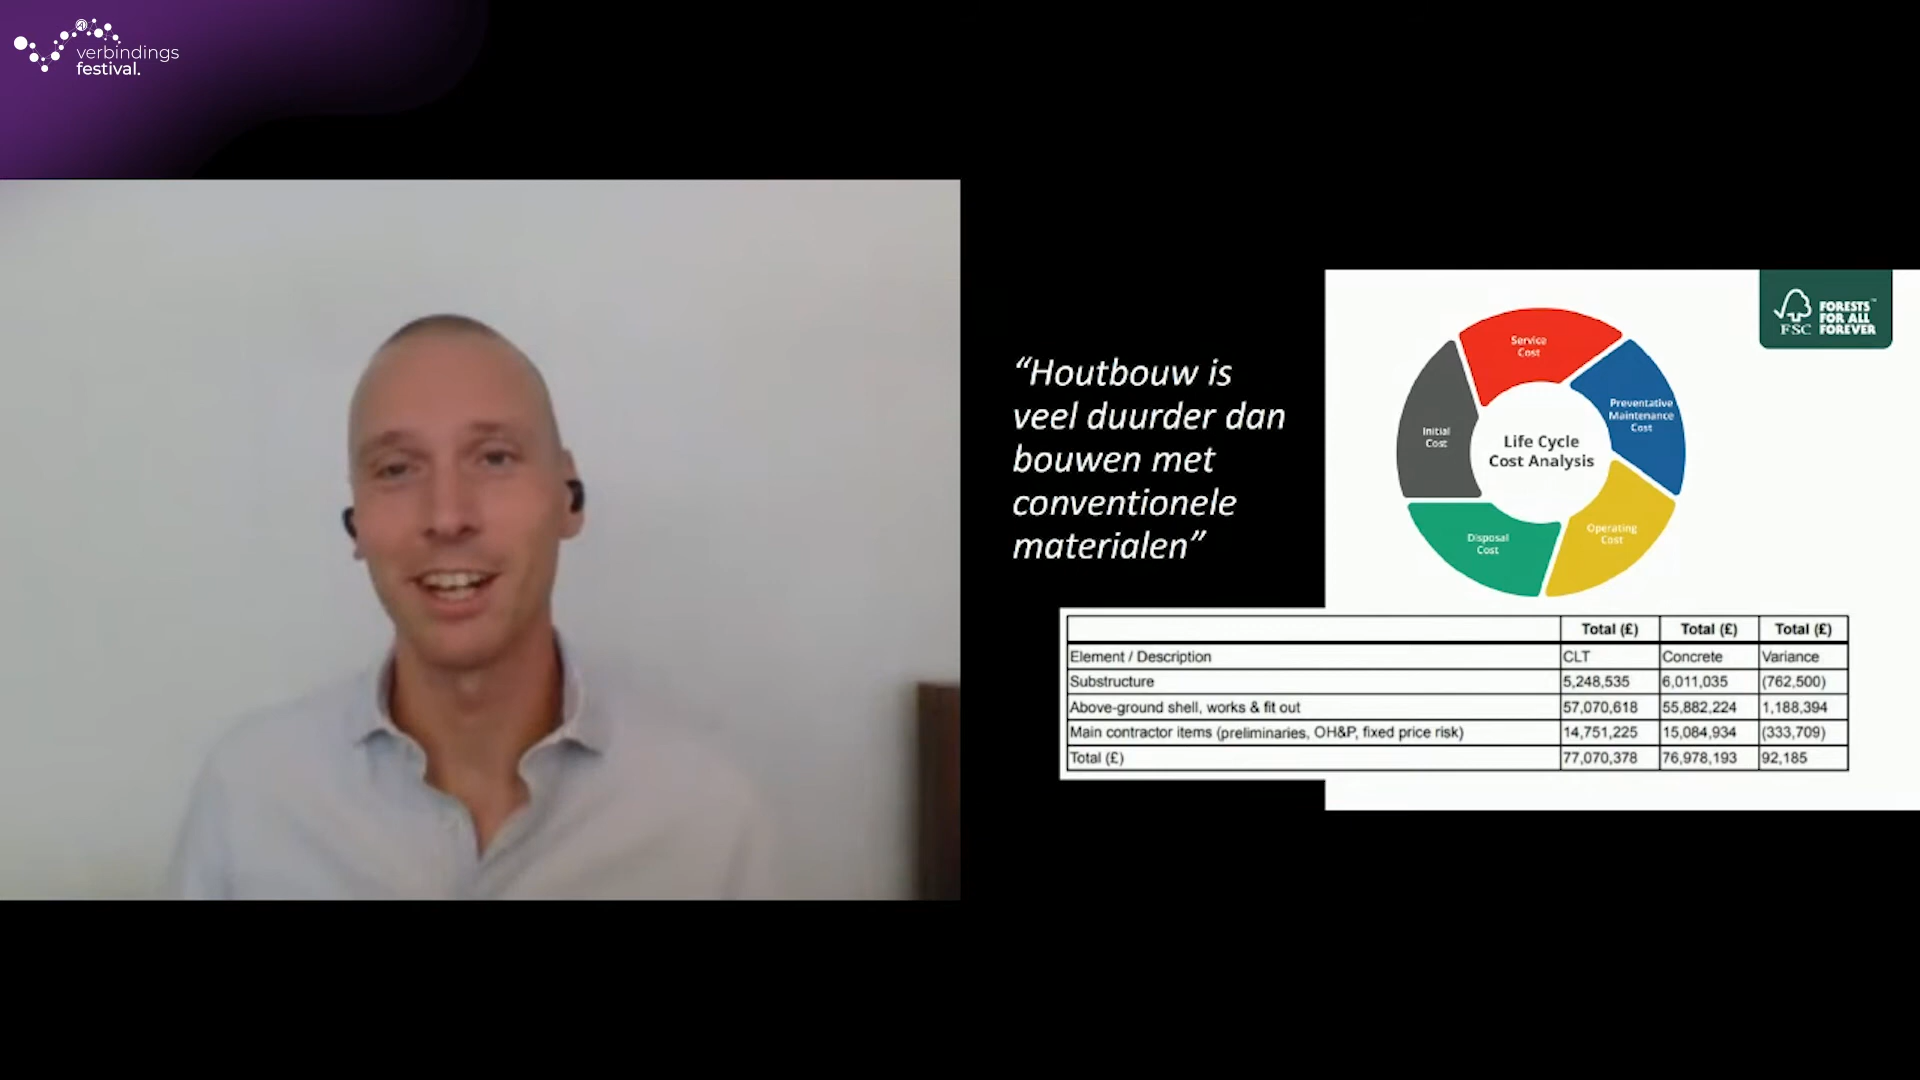 verbindings
festival.
“Houtbouw is
veel duurder dan
bouwen met
conventionele
materialen”
FSC
FORESTS™
FOR ALL
FOREVER
Service
Cost
Preventative
Maintenance
Cost
Initial
Cost
Life Cycle
Cost Analysis
Operating
Cost
Disposal
Cost
Total (£) Total (£) Total (£)
Element / Description CLT Concrete Variance
Substructure 5,248,535 6,011,035 (762,500)
Above-ground shell, works & fit out 57,070,618 55,882,224 1,188,394
Main contractor items (preliminaries, OH&P, fixed price risk) 14,751,225 15,084,934 (333,709)
Total (£) 77,070,378 76,978,193 92,185